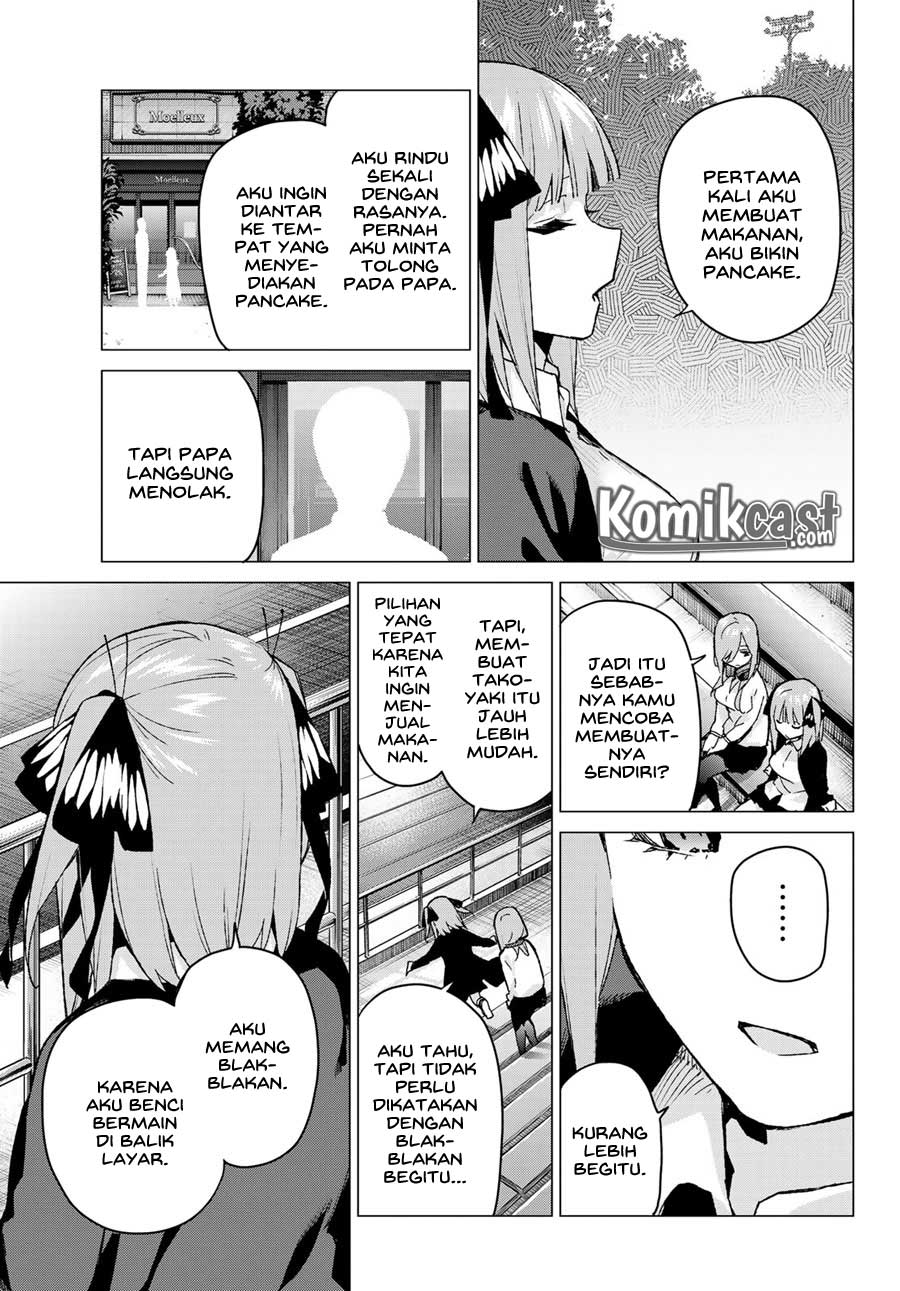 PERTAMA
KALI AKU
MEMBUAT
MAKANAN,
AKU BIKIN
PANCAKE.
AKU RINDU
SEKALI
DENGAN
RASANYA.
PERNAH
AKU MINTA
TOLONG
PADA PAPA.
AKU INGIN
DIANTAR
KE TEM-
PAT YANG
MENYE-
DIAKAN
PANCAKE.
Moelleux
Moelleux
TAPI PAPA
LANGSUNG
MENOLAK.
Komikcast
.com
JADI ITU
SEBAB-
NYA KAMU
MENCOBA
MEMBUAT-
NYA
SENDIRI?
......
KURANG
LEBIH
BEGITU.
TAPI,
MEM-
BUAT
TAKO-
YAKI ITU
JAUH
LEBIH
MUDAH.
PILIHAN
YANG
TEPAT
KARENA
KITA
INGIN
MEN-
JUAL
MAKA-
NAN.
AKU TAHU,
TAPI TIDAK
PERLU
DIKATAKAN
DENGAN
BLAK-
BLAKAN
BEGITU...
AKU
MEMANG
BLAK-
BLAKAN.
KARENA
AKU BENCI
BERMAIN
DI BALIK
LAYAR.